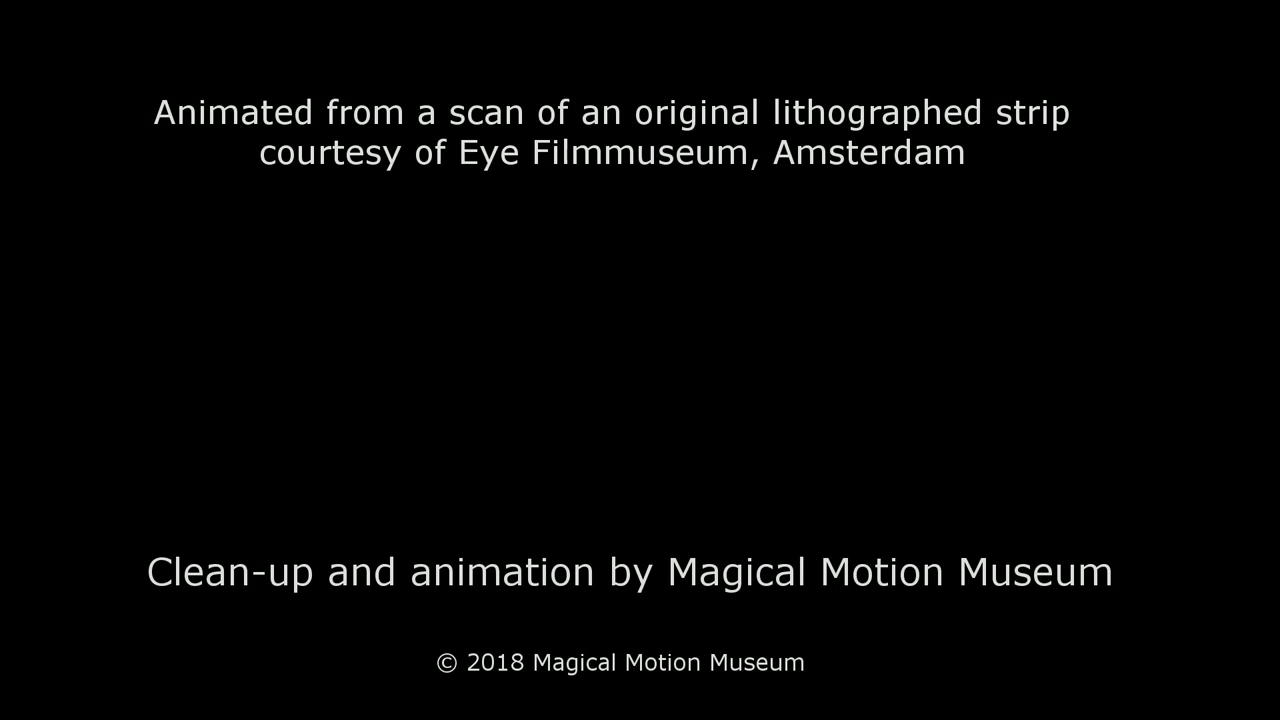 Animated from a scan of an original lithographed strip
courtesy of Eye Filmmuseum, Amsterdam
Clean-up and animation by Magical Motion Museum
© 2018 Magical Motion Museum